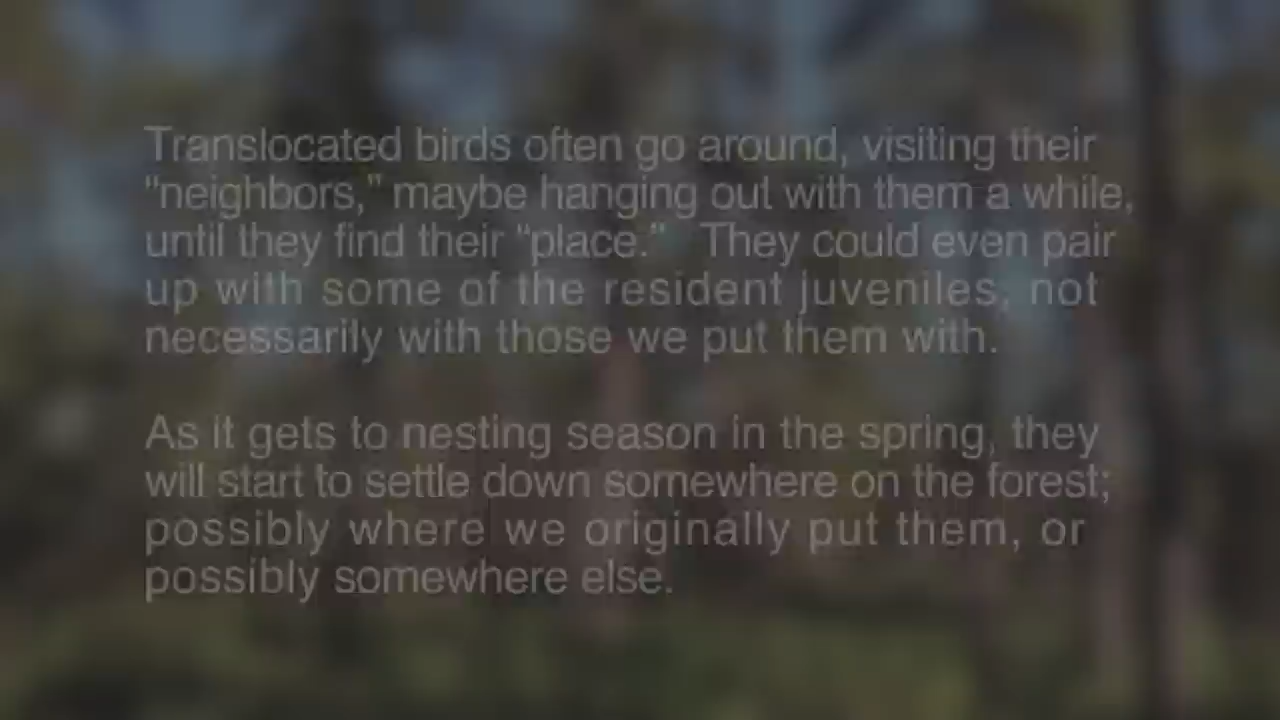 Translocated birds often go around, visiting their
"neighbors," maybe hanging out with them a while,
until they find their "place."  They could even pair
up with some of the resident juveniles, not
necessarily with those we put them with.
As it gets to nesting season in the spring, they
will start to settle down somewhere on the forest;
possibly where we originally put them, or
possibly somewhere else.